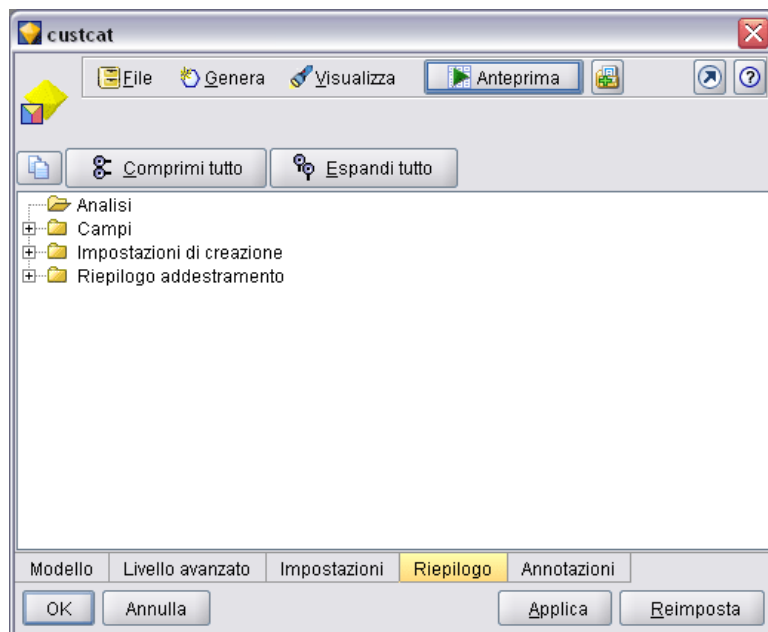 custcat
File Genera Visualizza Anteprima
Comprimi tutto Espandi tutto
Analisi
Campi
Impostazioni di creazione
Riepilogo addestramento
Modello Livello avanzato Impostazioni Riepilogo Annotazioni
OK Annulla Applica Reimposta